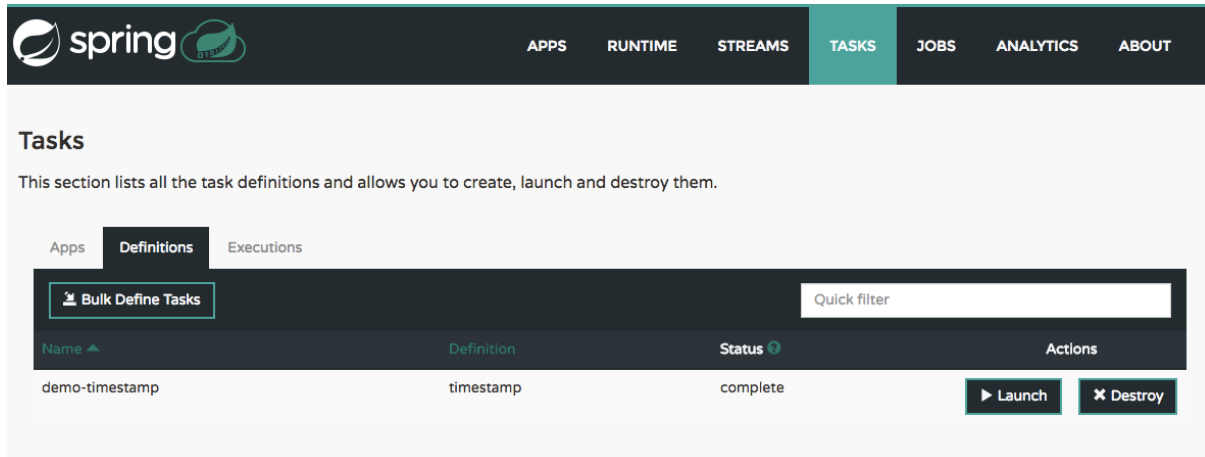 spring
APPS RUNTIME STREAMS TASKS JOBS ANALYTICS ABOUT
Tasks
This section lists all the task definitions and allows you to create, launch and destroy them.
Apps Definitions Executions
Bulk Define Tasks Quick filter
Name Definition Status Actions
demo-timestamp timestamp complete Launch Destroy